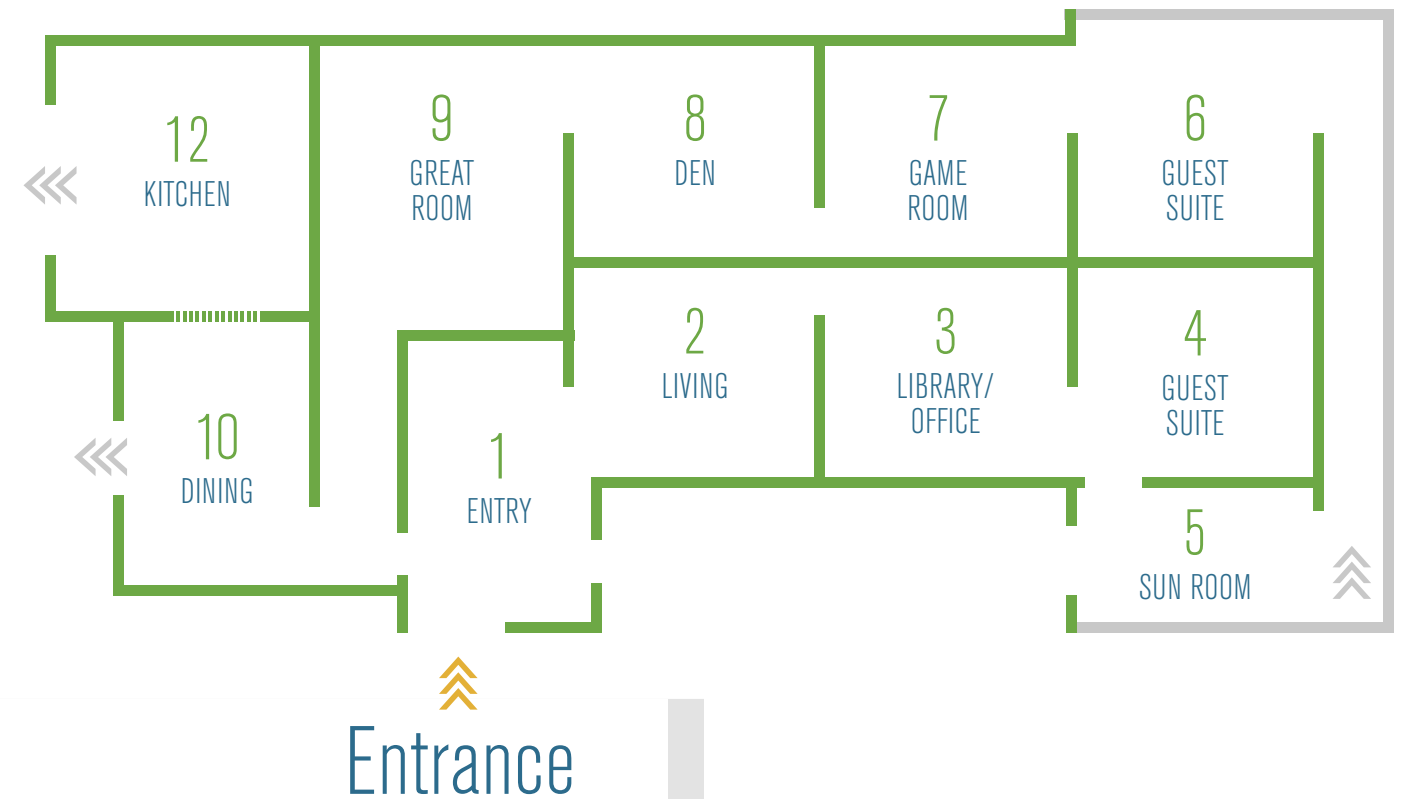 12
KITCHEN
9
GREAT
ROOM
8
DEN
7
GAME
ROOM
6
GUEST
SUITE
2
LIVING
3
LIBRARY/
OFFICE
4
GUEST
SUITE
10
DINING
1
ENTRY
5
SUN ROOM
Entrance